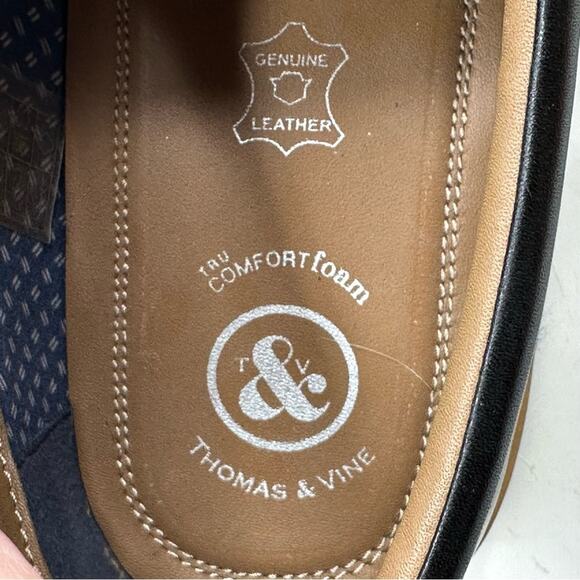 GENUINE
LEATHER
TRU
COMFORT foam
T & V
THOMAS & VINE